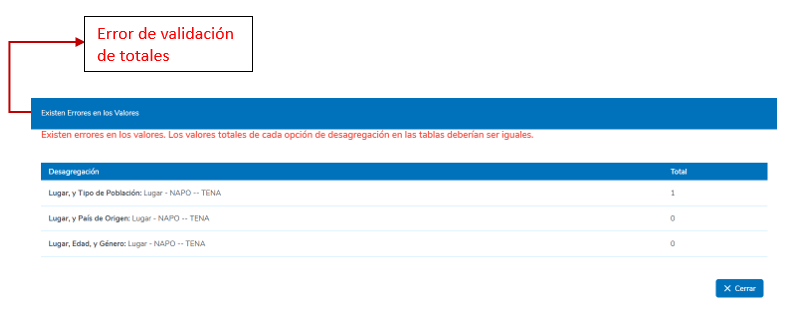 Error de validación
de totales
Existen Errores en los Valores
Existen errores en los valores. Los valores totales de cada opción de desagregación en las tablas deberían ser iguales.
Desagregación Total
Lugar, y Tipo de Población: Lugar - NAPO -- TENA 1
Lugar, y País de Origen: Lugar - NAPO -- TENA 0
Lugar, Edad, y Género: Lugar - NAPO -- TENA 0
× Cerrar